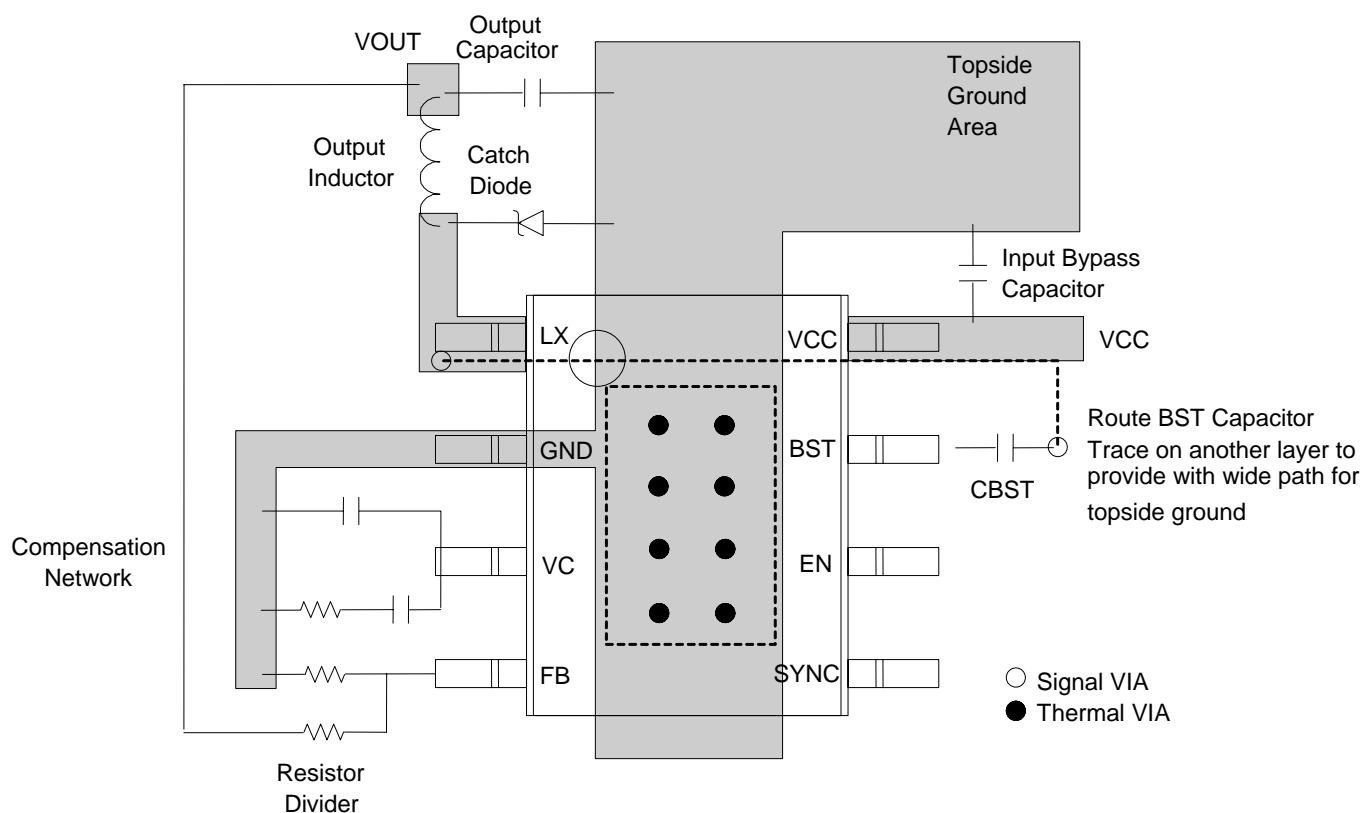 VOUT
Output
Capacitor
Topside
Ground
Area
Output
Inductor
Catch
Diode
Input Bypass
Capacitor
LX
VCC
VCC
GND
BST
CBST
Route BST Capacitor
Trace on another layer to
provide with wide path for
topside ground
Compensation
Network
VC
EN
FB
SYNC
Signal VIA
Thermal VIA
Resistor
Divider